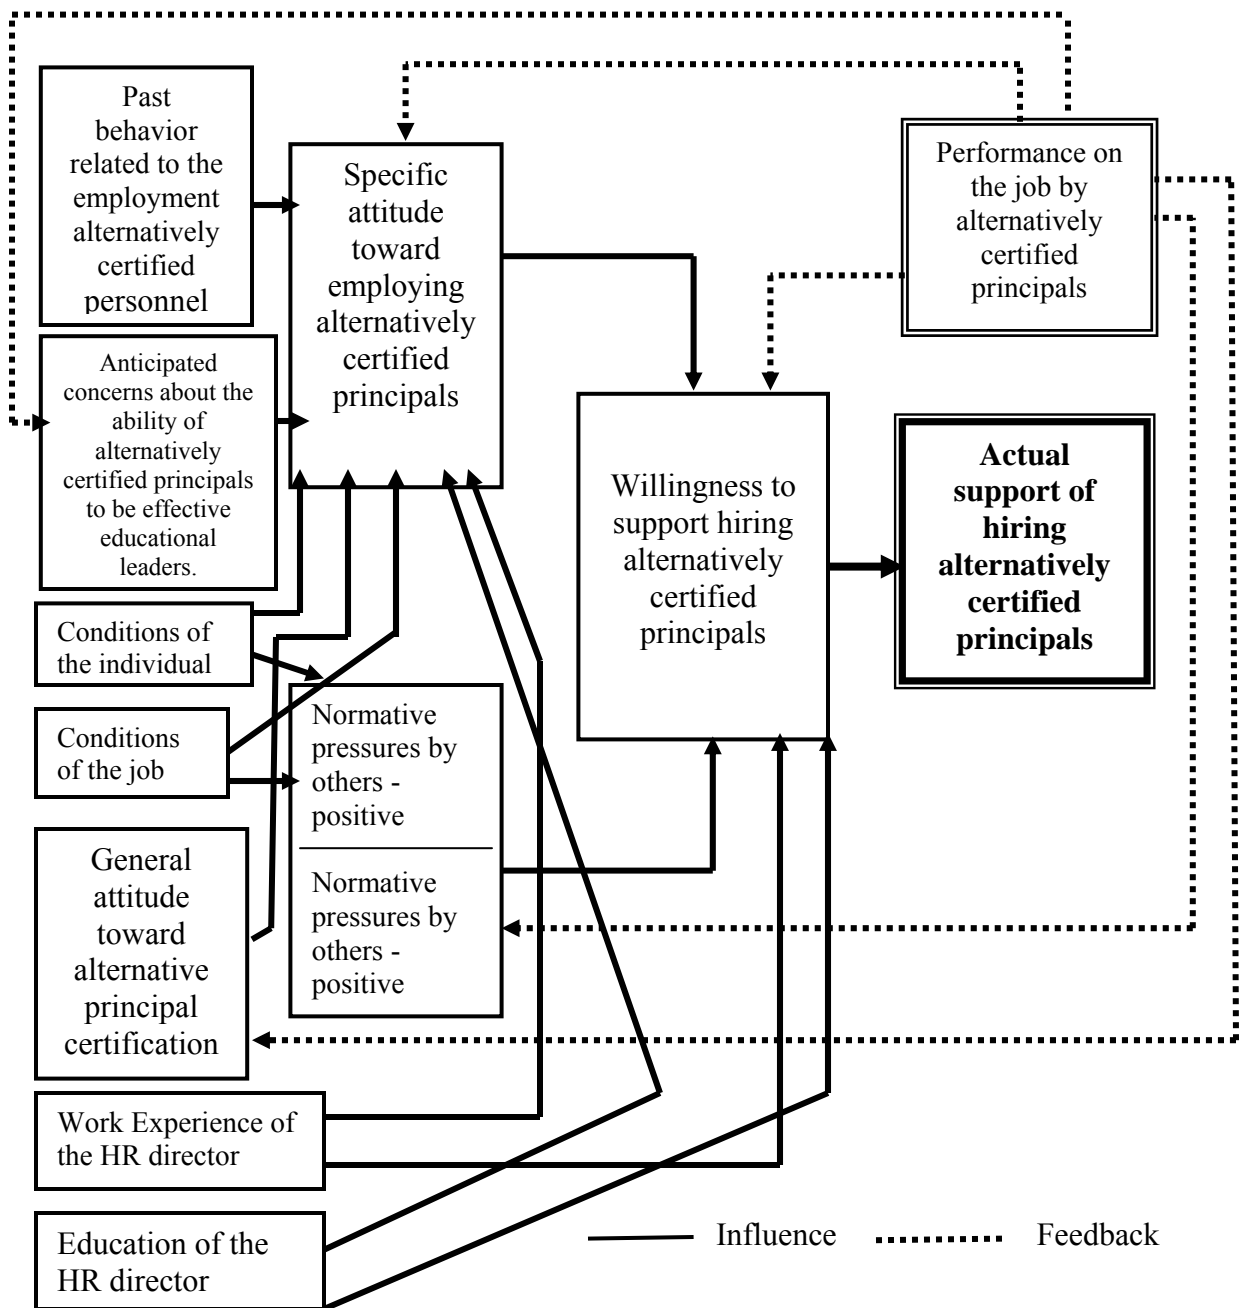 Past
behavior
related to the
employment
alternatively
certified
personnel
Anticipated
concerns about the
ability of
alternatively
certified principals
to be effective
educational
leaders.
Conditions of
the individual
Conditions
of the job
General
attitude
toward
alternative
principal
certification
Work Experience of
the HR director
Education of the
HR director
Specific
attitude
toward
employing
alternatively
certified
principals
Normative
pressures by
others -
positive
Normative
pressures by
others -
positive
Willingness to
support hiring
alternatively
certified
principals
Performance on
the job by
alternatively
certified
principals
Actual
support of
hiring
alternatively
certified
principals
Influence
Feedback